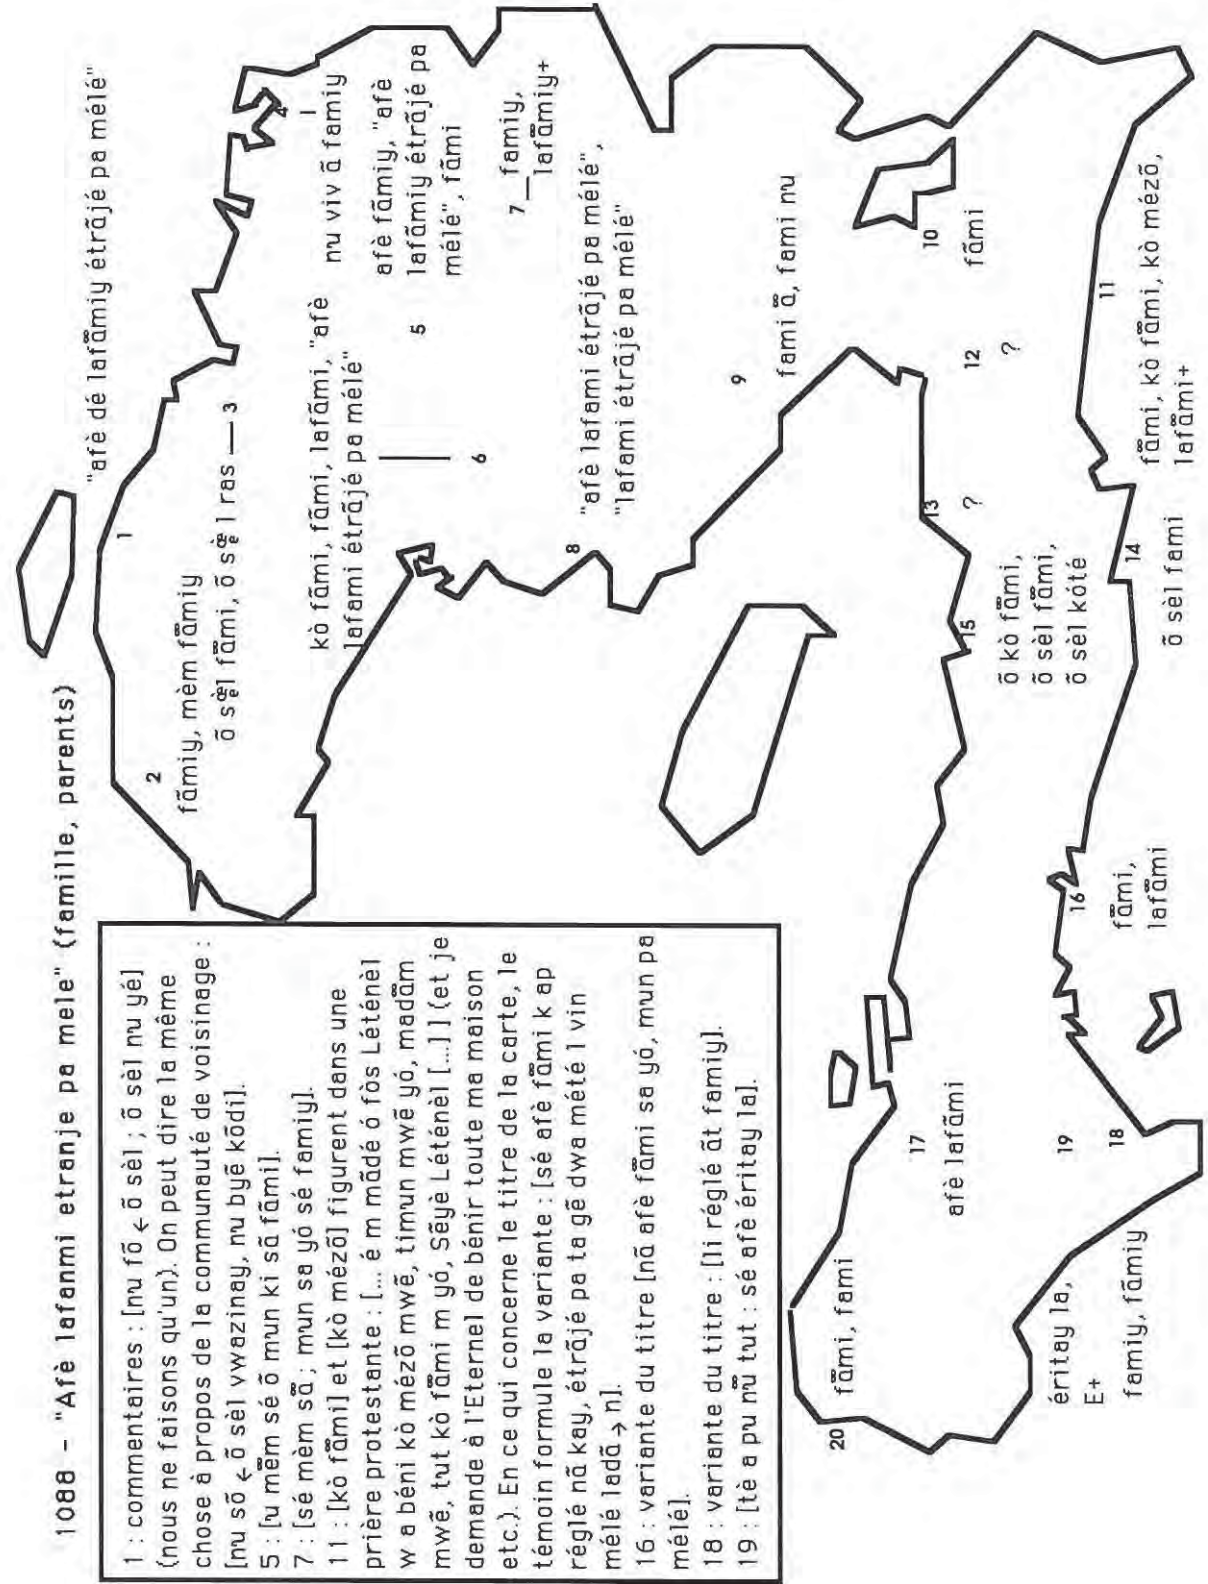 1088 - "Afè lafanmi etranje pa mele" (famille, parents)
1 : commentaires : [nu fõ ← õ sèl ; õ sèl nu yé]
(nous ne faisons qu'un). On peut dire la même
chose à propos de la communauté de voisinage :
[nu sõ ← õ sèl vwazinay, nu byẽ kõdi].
5 : [u mẽm sé õ mun ki sã fãmi].
7 : [sé mèm sã ; mun sa yó sé famiy].
11 : [kò fãmi] et [kò mézõ] figurent dans une
prière protestante : [... é m mãdé ó fòs Léténèl
w a béni kò mézõ mwẽ, timun mwẽ yó, madãm
mwẽ, tut kò fãmi m yó, Sẽyè Léténèl [...] ] (et je
demande à l'Eternel de bénir toute ma maison
etc.). En ce qui concerne le titre de la carte, le
témoin formule la variante : [sé afè fãmi k ap
réglé nã kay, étrãjé pa ta gẽ dwa mété l vin
mélé ladã → n].
16 : variante du titre [nã afè fãmi sa yó, mun pa
mélé].
18 : variante du titre : [li réglé ãt famiy].
19 : [tè a pu nũ tut : sé afè éritay la].
"afè dé lafãmiy étrãjé pa mélé"
1
2
fãmiy, mèm fãmiy
õ sœ̀l fãmi, õ sœ̀l ras — 3
4
nu viv ã famiy
kò fãmi, fãmi, lafãmi, "afè
lafami étrãjé pa mélé"
6
5
afè fãmiy, "afè
lafãmiy étrãjé pa
mélé", fãmi
7 — famiy,
lafãmiy+
8
"afè lafami étrãjé pa mélé",
"lafami étrãjé pa mélé"
9
fami ã, fami nu
10
fãmi
12
?
13
?
11
fãmi, kò fãmi, kò mézõ,
lafãmi+
14
õ sèl fami
15
õ kò fãmi,
õ sèl fãmi,
õ sèl kóté
16
fãmi,
lafãmi
17
afè lafãmi
19
éritay la,
E+
18
famiy, fãmiy
20
fãmi, fami